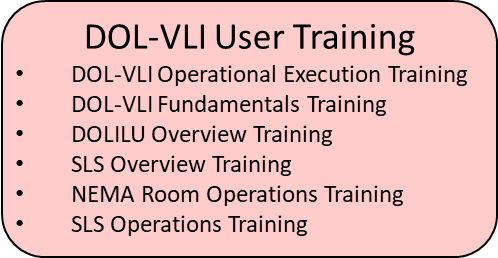 DOL-VLI User Training
• DOL-VLI Operational Execution Training
• DOL-VLI Fundamentals Training
• DOLILU Overview Training
• SLS Overview Training
• NEMA Room Operations Training
• SLS Operations Training